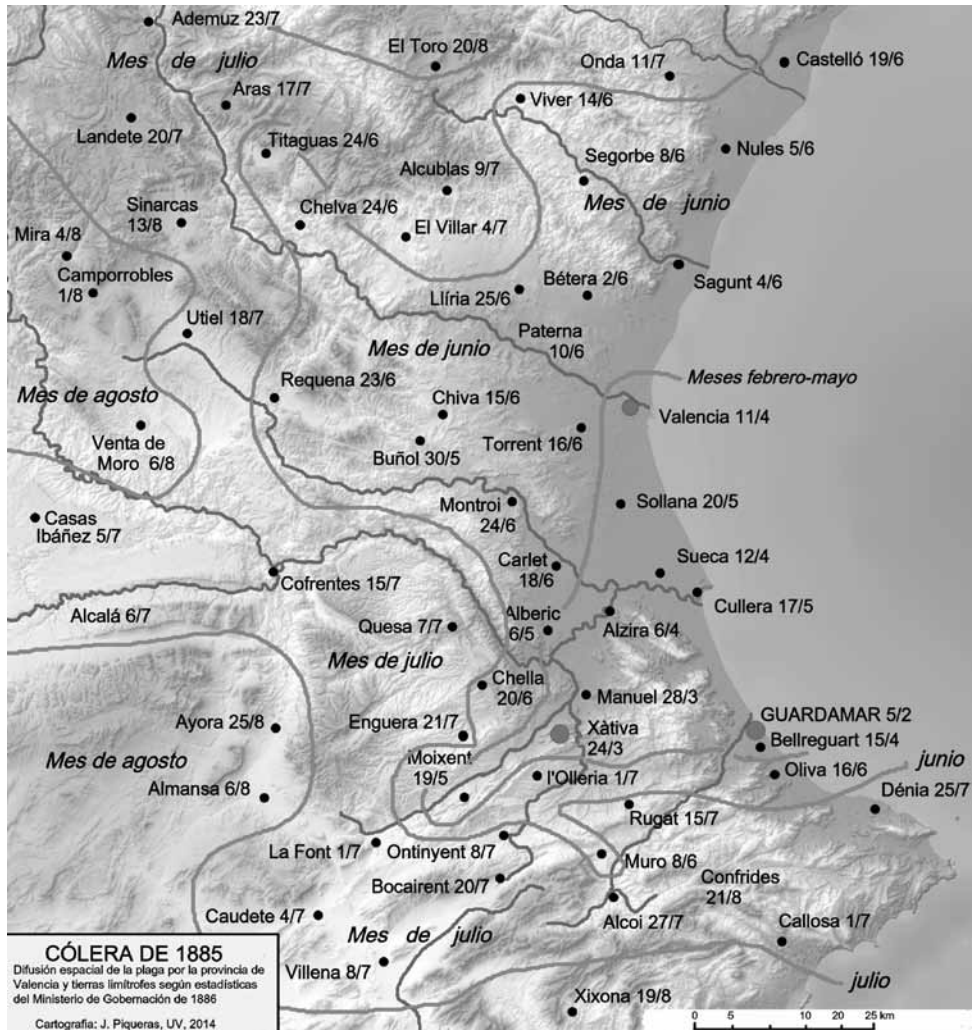 Ademuz 23/7
Mes de julio
El Toro 20/8
Onda 11/7
Castelló 19/6
Aras 17/7
Viver 14/6
Landete 20/7
Titaguas 24/6
Nules 5/6
Alcublas 9/7
Segorbe 8/6
Mes de junio
Sinarcas
13/8
Chelva 24/6
El Villar 4/7
Mira 4/8
Camporrobles
1/8
Sagunt 4/6
Bétera 2/6
Llíria 25/6
Utiel 18/7
Paterna
10/6
Mes de junio
Requena 23/6
Meses febrero-mayo
Mes de agosto
Chiva 15/6
Valencia 11/4
Venta de
Moro 6/8
Torrent 16/6
Buñol 30/5
Montroi
24/6
Sollana 20/5
Casas
Ibáñez 5/7
Carlet
18/6
Sueca 12/4
Cofrentes 15/7
Cullera 17/5
Alcalá 6/7
Alberic
6/5
Alzira 6/4
Quesa 7/7
Mes de julio
Chella
20/6
Manuel 28/3
Ayora 25/8
Enguera 21/7
Xàtiva
24/3
GUARDAMAR 5/2
Bellreguart 15/4
Mes de agosto
Moixent
19/5
l'Olleria 1/7
Oliva 16/6
junio
Almansa 6/8
Dénia 25/7
Rugat 15/7
La Font 1/7
Ontinyent 8/7
Muro 8/6
Bocairent 20/7
Confrides
21/8
Caudete 4/7
Alcoi 27/7
Mes de julio
Callosa 1/7
Villena 8/7
julio
Xixona 19/8
CÓLERA DE 1885
Difusión espacial de la plaga por la provincia de
Valencia y tierras limítrofes según estadísticas
del Ministerio de Gobernación de 1886
Cartografia: J. Piqueras, UV, 2014
0 5 10 20 25 km